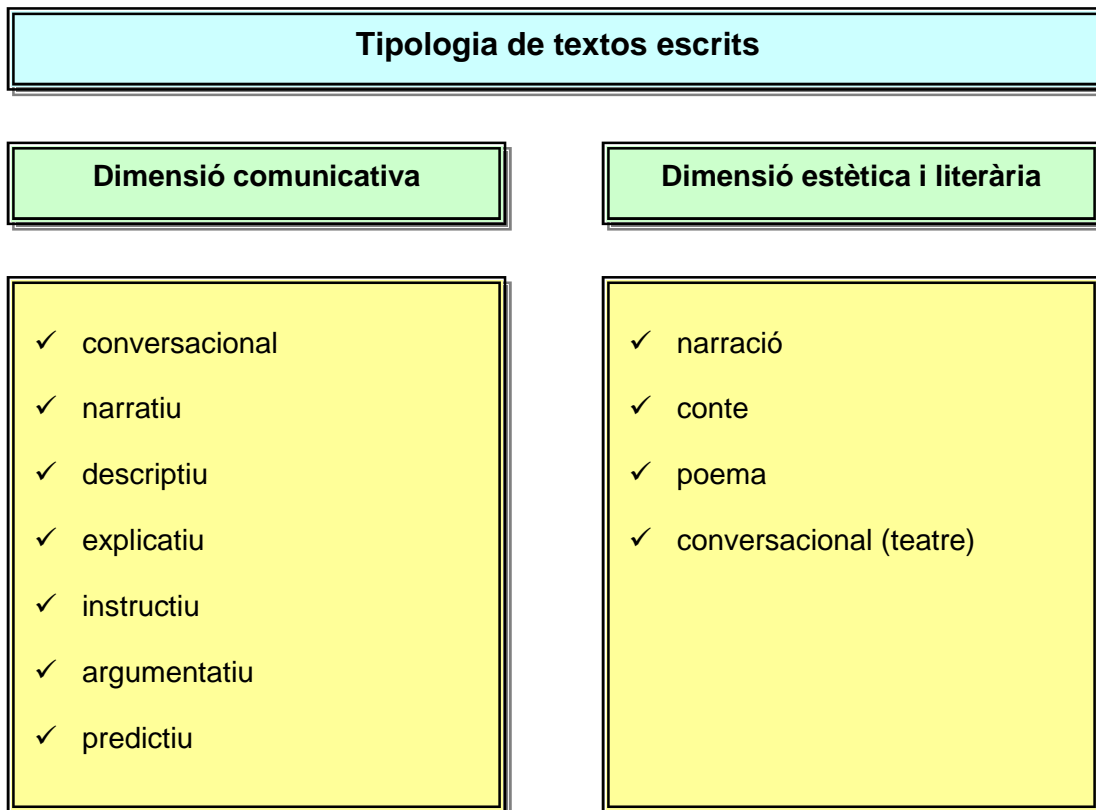 Tipologia de textos escrits
Dimensió comunicativa
✓ conversacional
✓ narratiu
✓ descriptiu
✓ explicatiu
✓ instructiu
✓ argumentatiu
✓ predictiu
Dimensió estètica i literària
✓ narració
✓ conte
✓ poema
✓ conversacional (teatre)